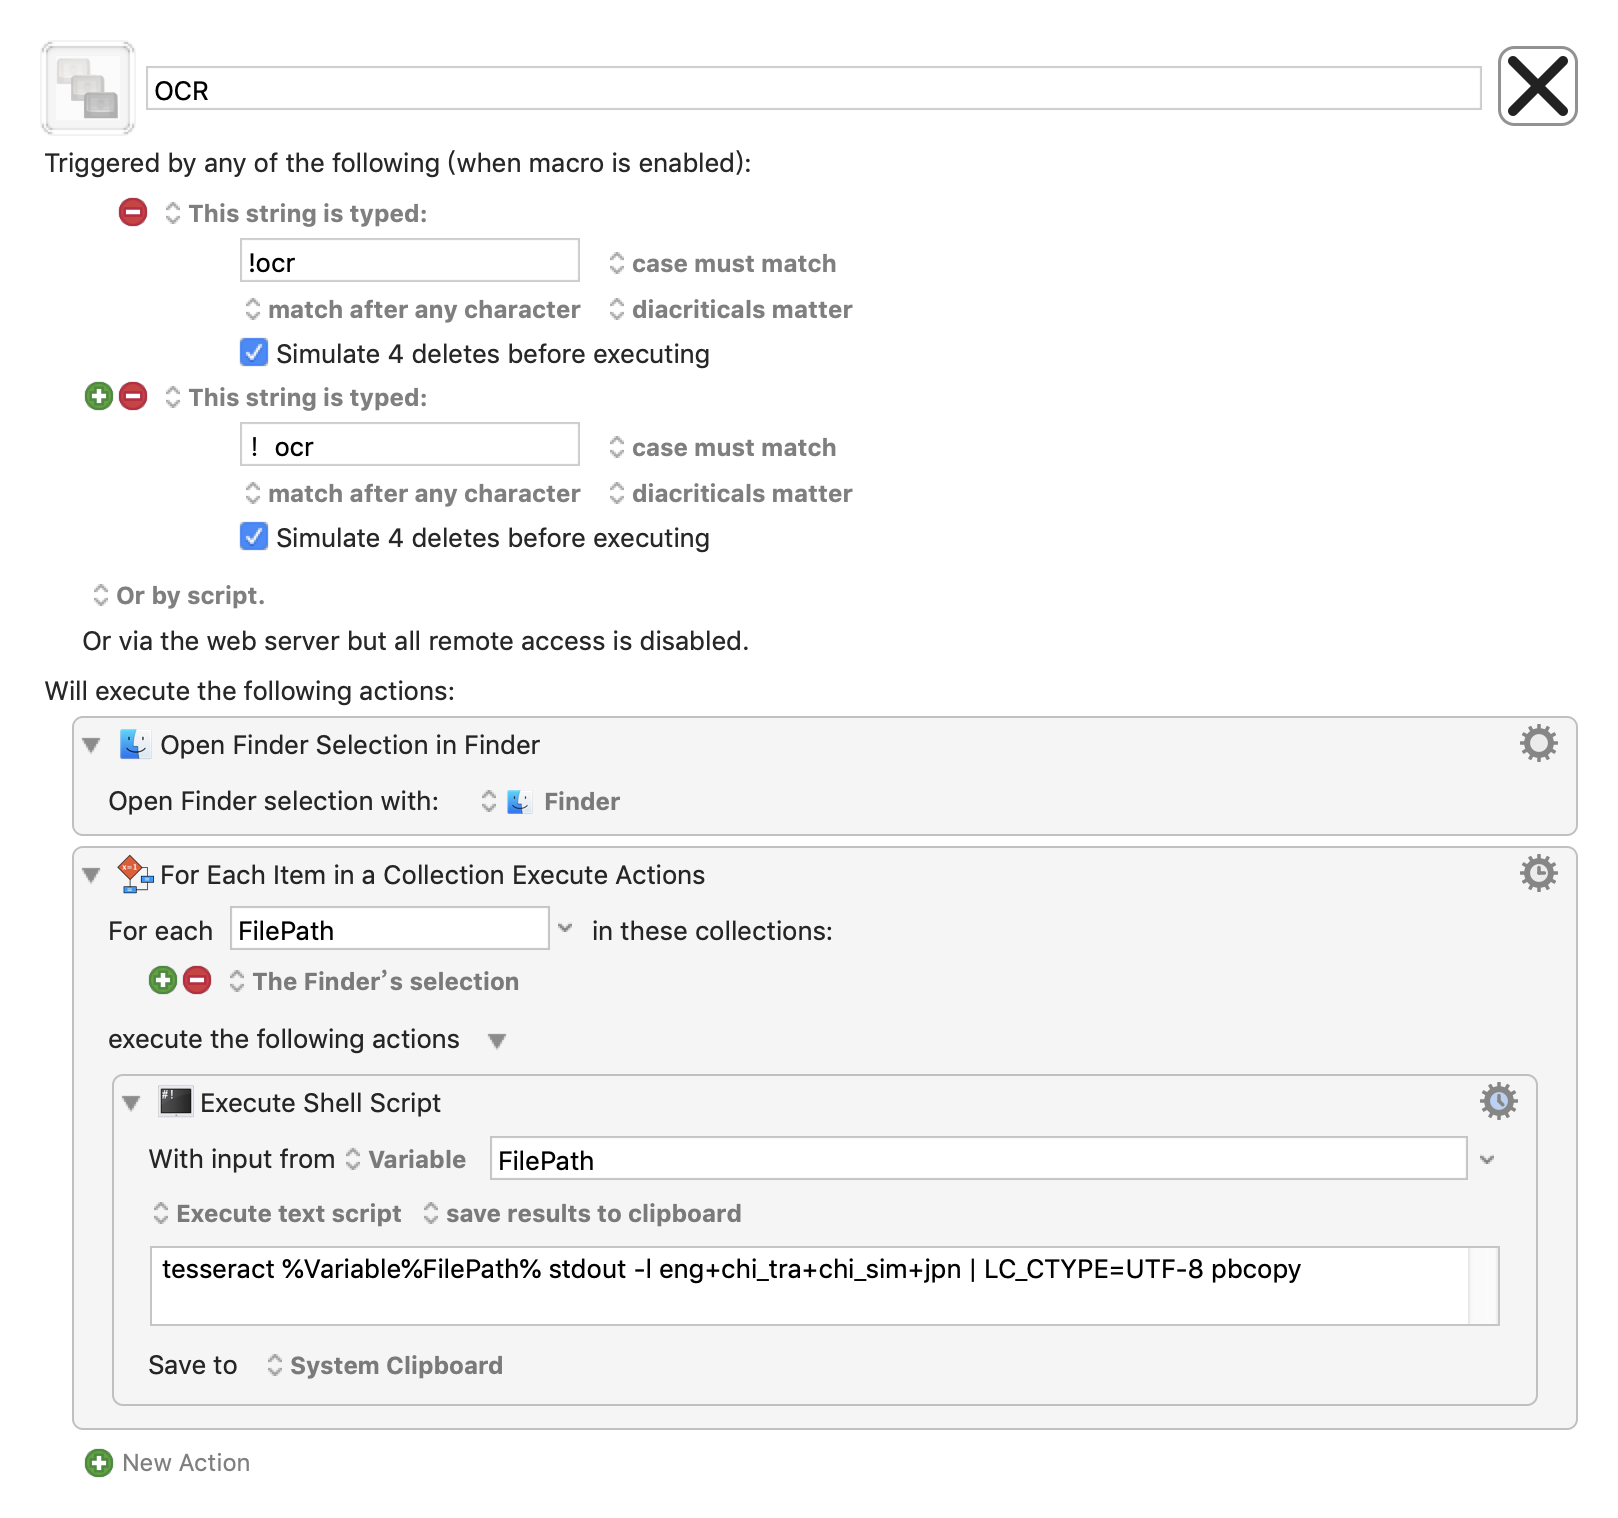 OCR
Triggered by any of the following (when macro is enabled):
This string is typed:
!ocr case must match
match after any character diacriticals matter
Simulate 4 deletes before executing
This string is typed:
！ocr case must match
match after any character diacriticals matter
Simulate 4 deletes before executing
Or by script.
Or via the web server but all remote access is disabled.
Will execute the following actions:
Open Finder Selection in Finder
Open Finder selection with: Finder
For Each Item in a Collection Execute Actions
For each FilePath in these collections:
The Finder’s selection
execute the following actions
#! Execute Shell Script
With input from Variable FilePath
Execute text script save results to clipboard
tesseract %Variable%FilePath% stdout -l eng+chi_tra+chi_sim+jpn | LC_CTYPE=UTF-8 pbcopy
Save to System Clipboard
New Action